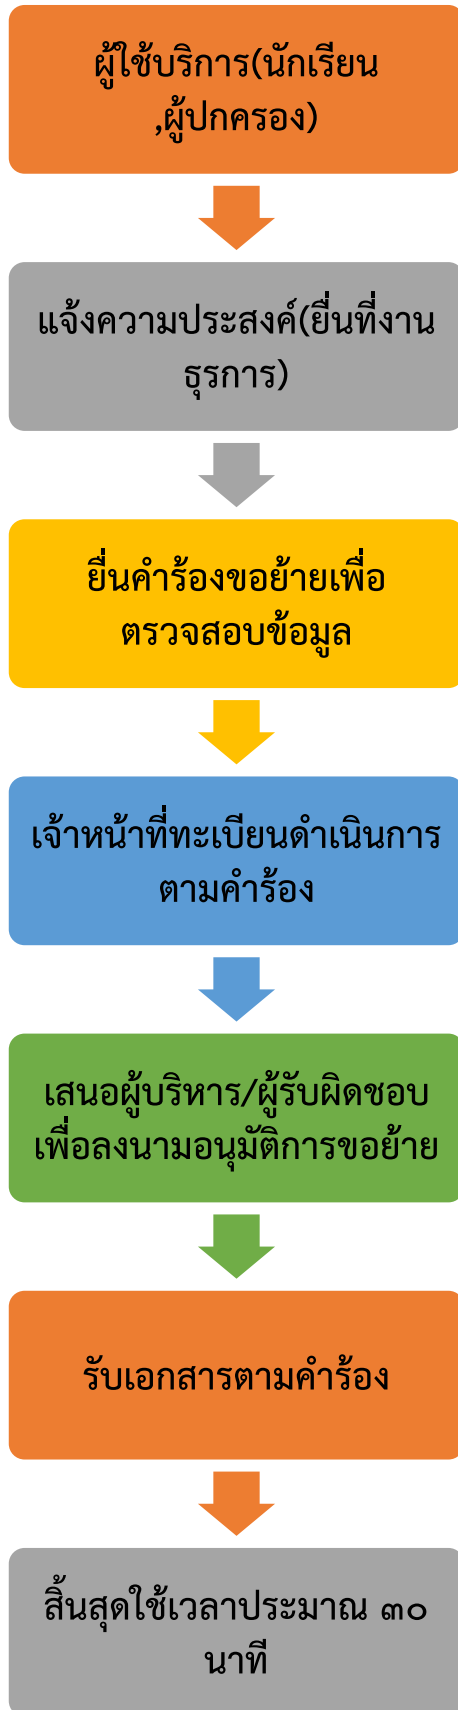 ผู้ใช้บริการ(นักเรียน
,ผู้ปกครอง)
แจ้งความประสงค์(ยื่นที่งาน
ธุรการ)
ยื่นคำร้องขอย้ายเพื่อ
ตรวจสอบข้อมูล
เจ้าหน้าที่ทะเบียนดำเนินการ
ตามคำร้อง
เสนอผู้บริหาร/ผู้รับผิดชอบ
เพื่อลงนามอนุมัติการขอย้าย
รับเอกสารตามคำร้อง
สิ้นสุดใช้เวลาประมาณ ๓๐
นาที